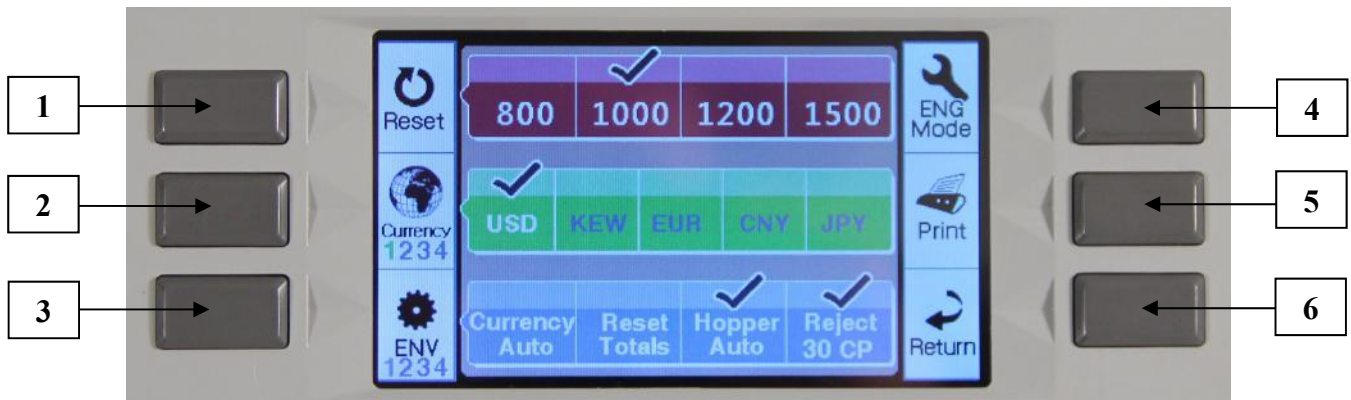 1
2
3
Reset
Currency
1234
ENV
1234
800 1000 1200 1500
USD KEW EUR CNY JPY
Currency Auto
Reset Totals
Hopper Auto
Reject 30 CP
ENG
Mode
Print
Return
4
5
6